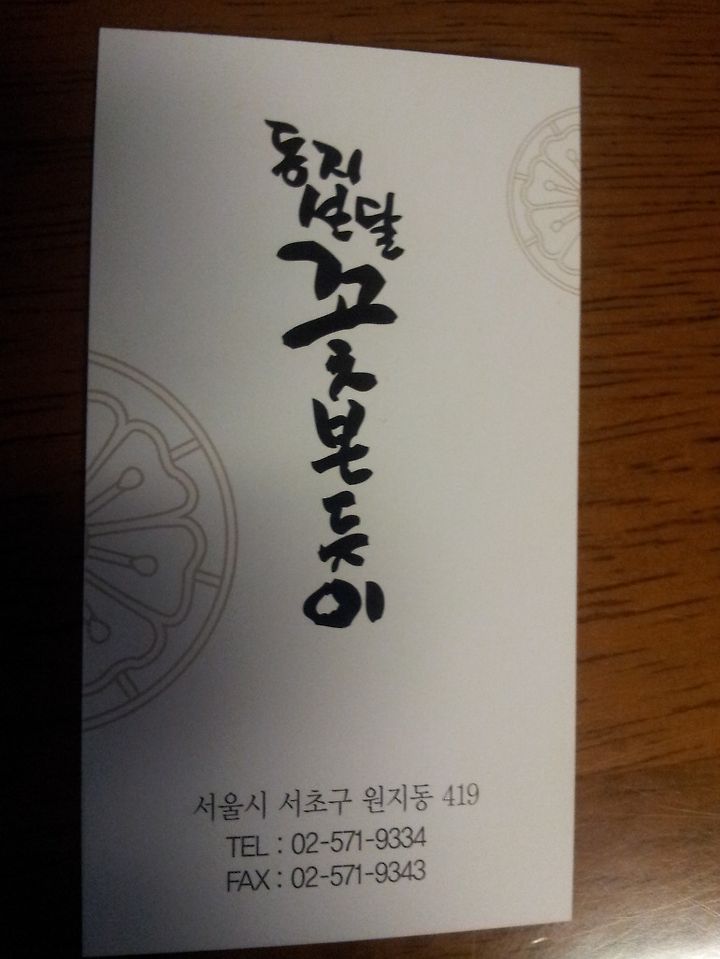 동지
섣달
꽃
본
듯
이
서울시 서초구 원지동 419
TEL : 02-571-9334
FAX : 02-571-9343